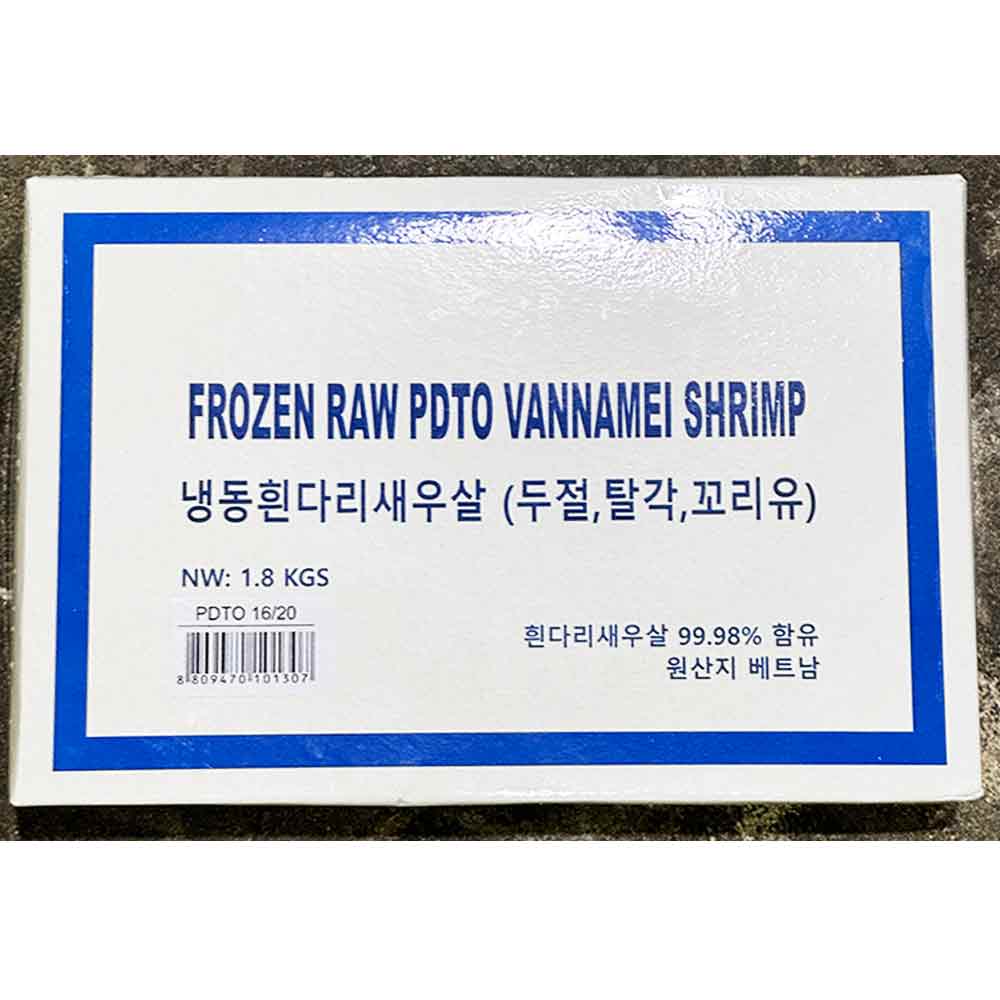 FROZEN RAW PDTO VANNAMEI SHRIMP
냉동흰다리새우살 (두절,탈각,꼬리유)
NW: 1.8 KGS
PDTO 16/20
8 809470 101307
흰다리새우살 99.98% 함유
원산지 베트남